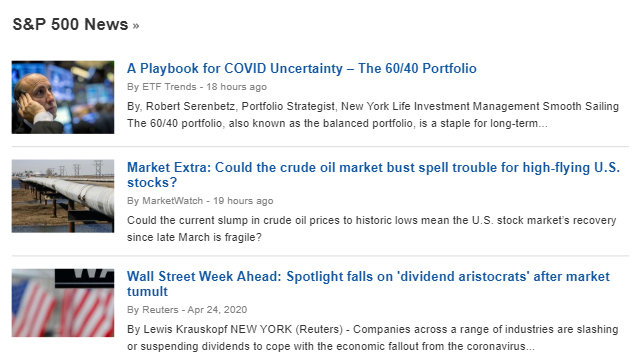 S&P 500 News »
A Playbook for COVID Uncertainty – The 60/40 Portfolio
By ETF Trends - 18 hours ago
By, Robert Serenbetz, Portfolio Strategist, New York Life Investment Management Smooth Sailing
The 60/40 portfolio, also known as the balanced portfolio, is a staple for long-term...
Market Extra: Could the crude oil market bust spell trouble for high-flying U.S.
stocks?
By MarketWatch - 19 hours ago
Could the current slump in crude oil prices to historic lows mean the U.S. stock market's recovery
since late March is fragile?
WA
Wall Street Week Ahead: Spotlight falls on 'dividend aristocrats' after market
tumult
By Reuters - Apr 24, 2020
By Lewis Krauskopf NEW YORK (Reuters) - Companies across a range of industries are slashing
or suspending dividends to cope with the economic fallout from the coronavirus...